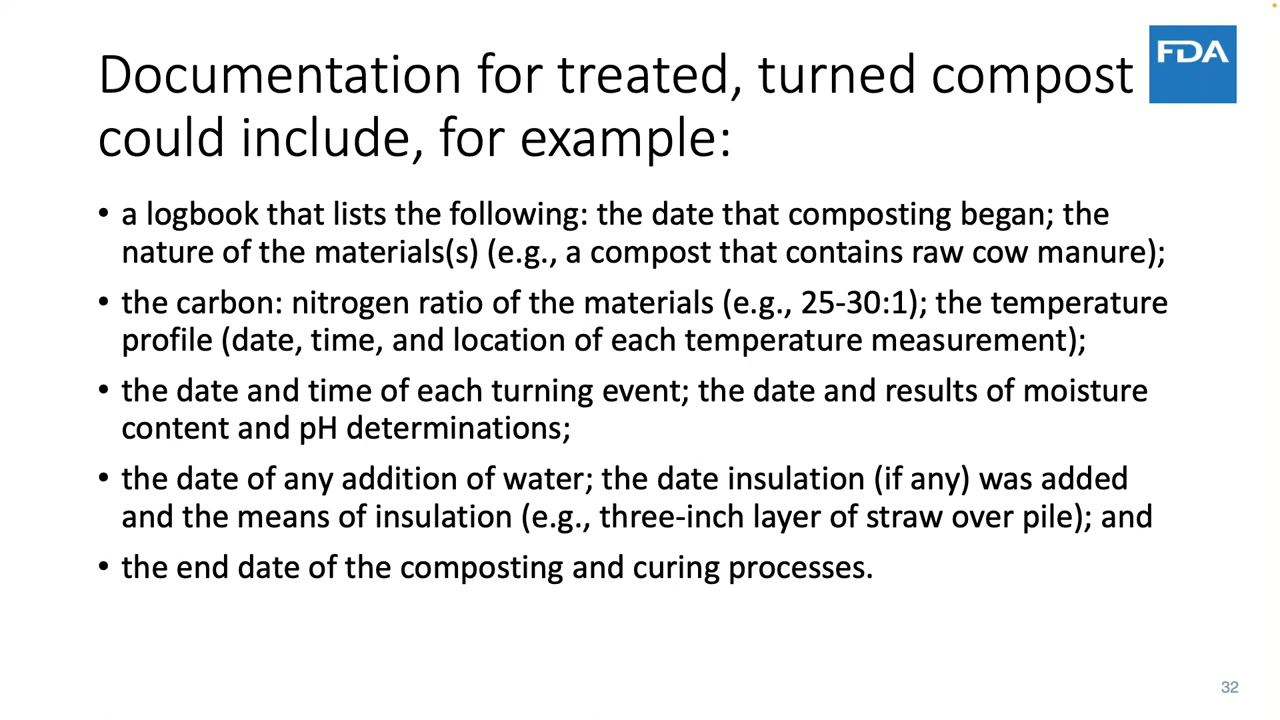 Documentation for treated, turned compost
could include, for example:
FDA
• a logbook that lists the following: the date that composting began; the
nature of the materials(s) (e.g., a compost that contains raw cow manure);
• the carbon: nitrogen ratio of the materials (e.g., 25-30:1); the temperature
profile (date, time, and location of each temperature measurement);
• the date and time of each turning event; the date and results of moisture
content and pH determinations;
• the date of any addition of water; the date insulation (if any) was added
and the means of insulation (e.g., three-inch layer of straw over pile); and
• the end date of the composting and curing processes.
32